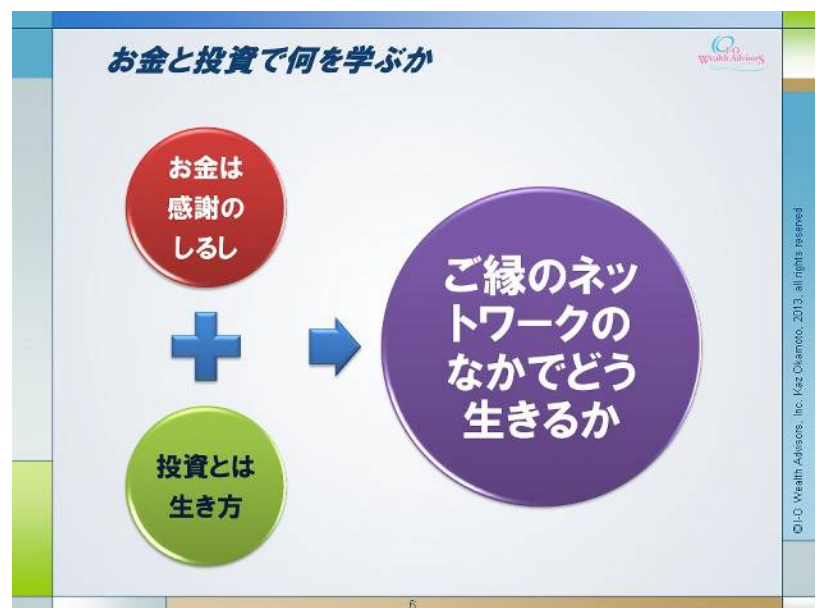 お金と投資で何を学ぶか
I-O
Wealth Advisors
お金は
感謝の
しるし
投資とは
生き方
ご縁のネッ
トワークの
なかでどう
生きるか
©I-O Wealth Advisors, Inc. Kaz Okamoto, 2013, all rights reserved
6